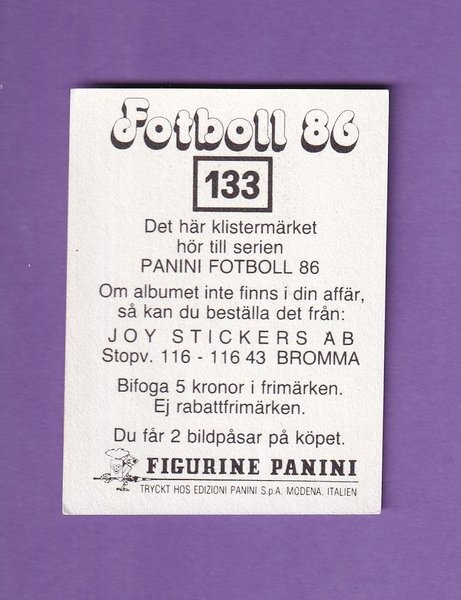 Fotboll 86
133
Det här klistermärket
hör till serien
PANINI FOTBOLL 86
Om albumet inte finns i din affär,
så kan du beställa det från:
JOY STICKERS AB
Stopv. 116 - 116 43 BROMMA
Bifoga 5 kronor i frimärken.
Ej rabattfrimärken.
Du får 2 bildpåsar på köpet.
FIGURINE PANINI
TRYCKT HOS EDIZIONI PANINI S.p.A. MODENA. ITALIEN